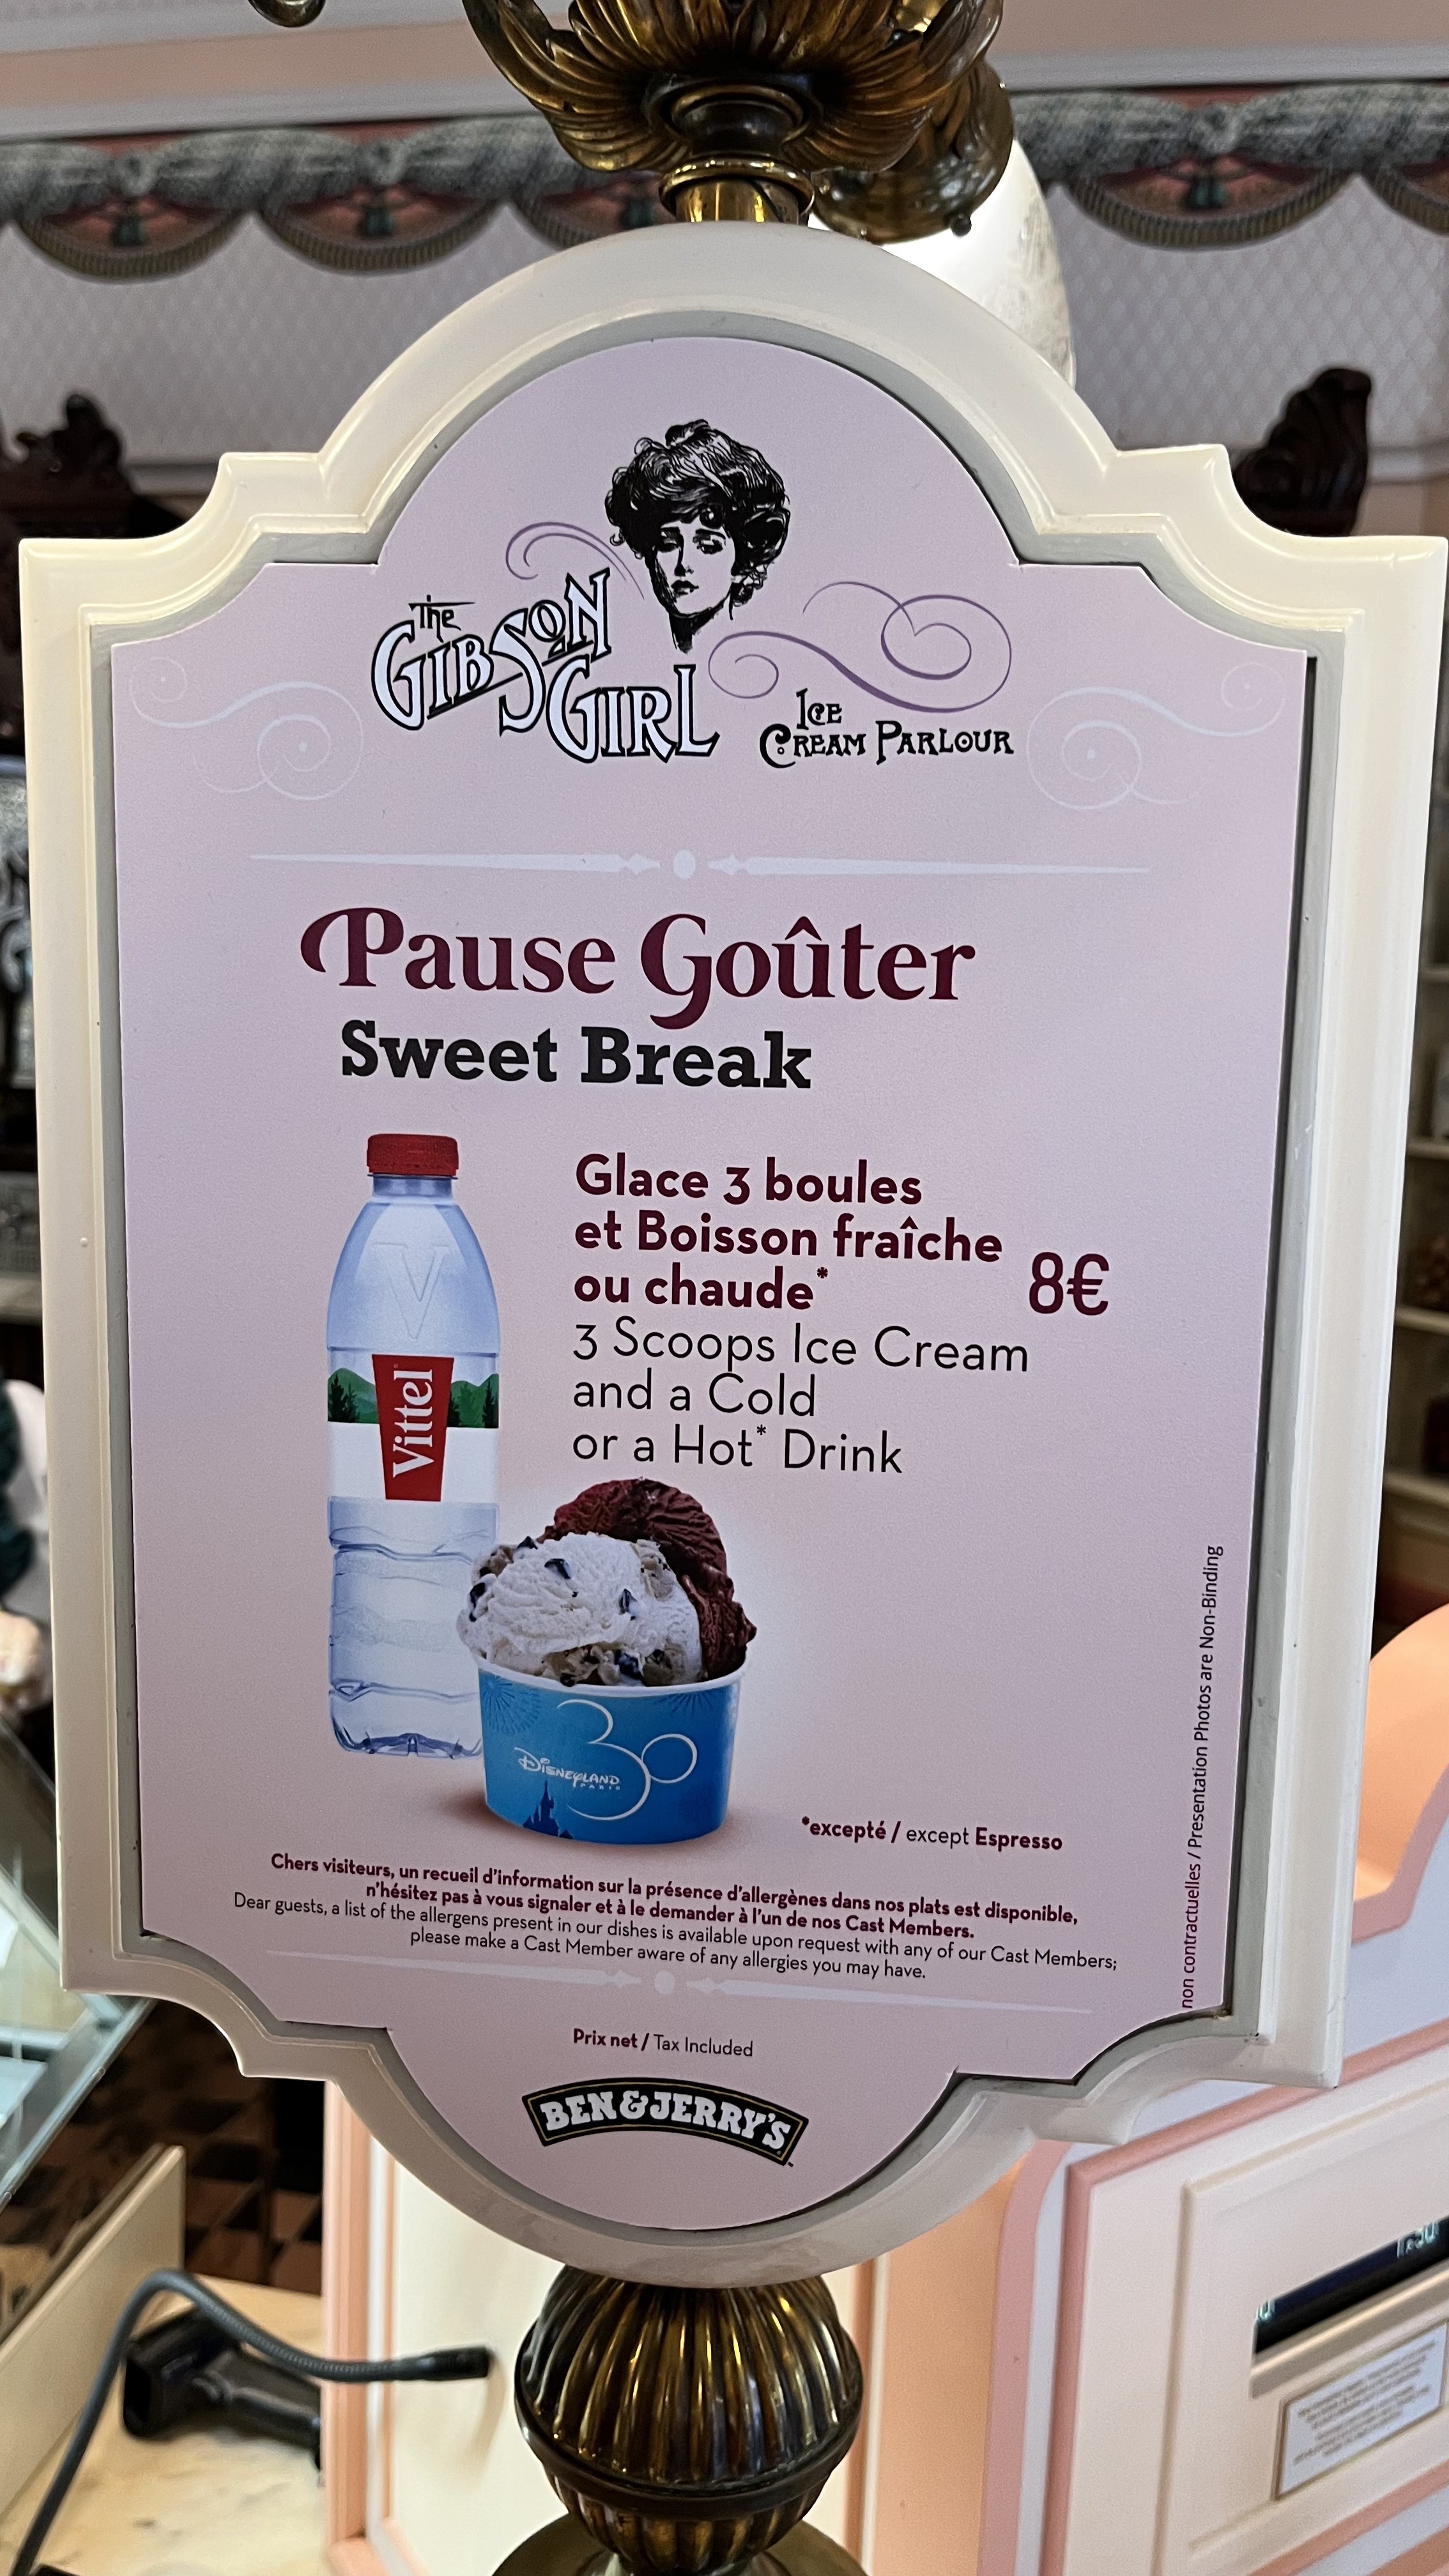 The
GIBSON
GIRL
ICE
CREAM PARLOUR
Pause Goûter
Sweet Break
Glace 3 boules
et Boisson fraîche
ou chaude*
8€
3 Scoops Ice Cream
and a Cold
or a Hot* Drink
V
Vittel
30
DISNEYLAND
PARIS
*excepté / except Espresso
non contractuelles / Presentation Photos are Non-Binding
Chers visiteurs, un recueil d'information sur la présence d'allergènes dans nos plats est disponible,
n'hésitez pas à vous signaler et à le demander à l'un de nos Cast Members.
Dear guests, a list of the allergens present in our dishes is available upon request with any of our Cast Members;
please make a Cast Member aware of any allergies you may have.
Prix net / Tax Included
BEN & JERRY'S